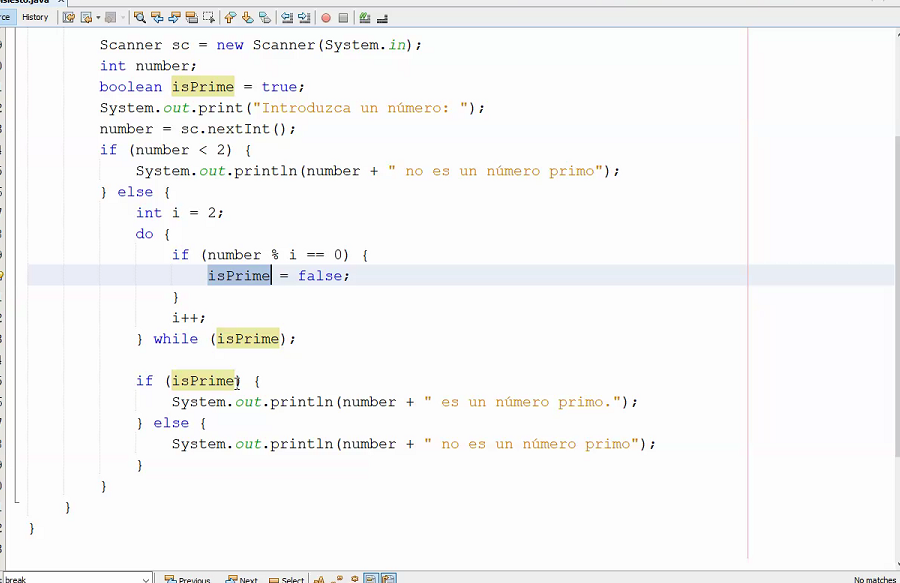 History
Scanner sc = new Scanner(System.in);
int number;
boolean isPrime = true;
System.out.print("Introduzca un número: ");
number = sc.nextInt();
if (number < 2) {
System.out.println(number + " no es un número primo");
} else {
int i = 2;
do {
if (number % i == 0) {
isPrime = false;
}
i++;
} while (isPrime);
if (isPrime) {
System.out.println(number + " es un número primo.");
} else {
System.out.println(number + " no es un número primo");
}
}
}
}
break Previous Next Select No matches